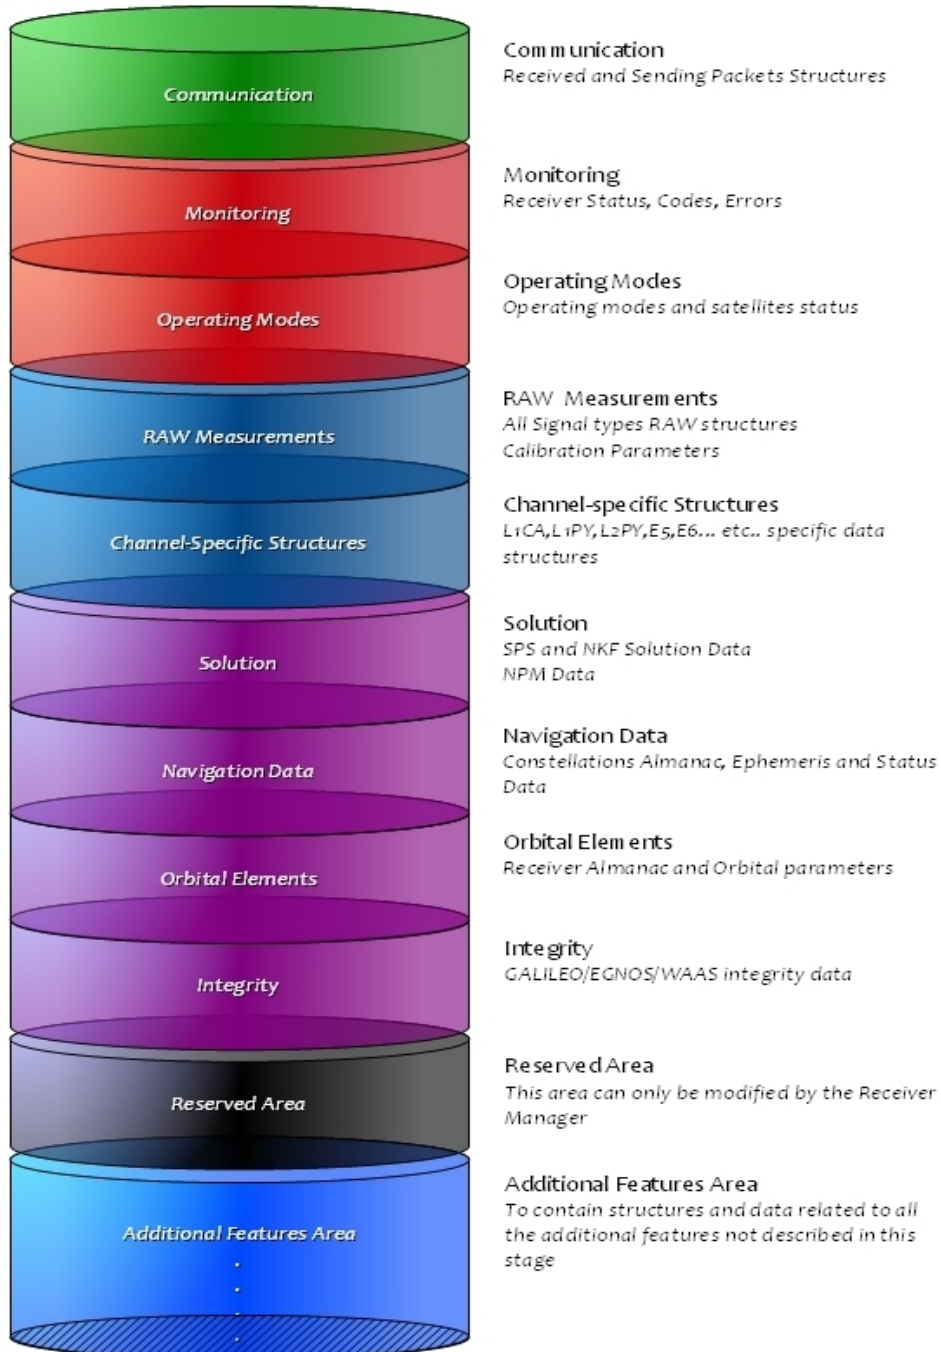 Communication
Communication
Received and Sending Packets Structures
Monitoring
Monitoring
Receiver Status, Codes, Errors
Operating Modes
Operating Modes
Operating modes and satellites status
RAW Measurements
RAW Measurements
All Signal types RAW structures
Calibration Parameters
Channel-Specific Structures
Channel-specific Structures
L1CA,L1PY,L2PY,E5,E6... etc.. specific data
structures
Solution
Solution
SPS and NKF Solution Data
NPM Data
Navigation Data
Navigation Data
Constellations Almanac, Ephemeris and Status
Data
Orbital Elements
Orbital Elements
Receiver Almanac and Orbital parameters
Integrity
Integrity
GALILEO/EGNOS/WAAS integrity data
Reserved Area
Reserved Area
This area can only be modified by the Receiver
Manager
Additional Features Area
Additional Features Area
To contain structures and data related to all
the additional features not described in this
stage